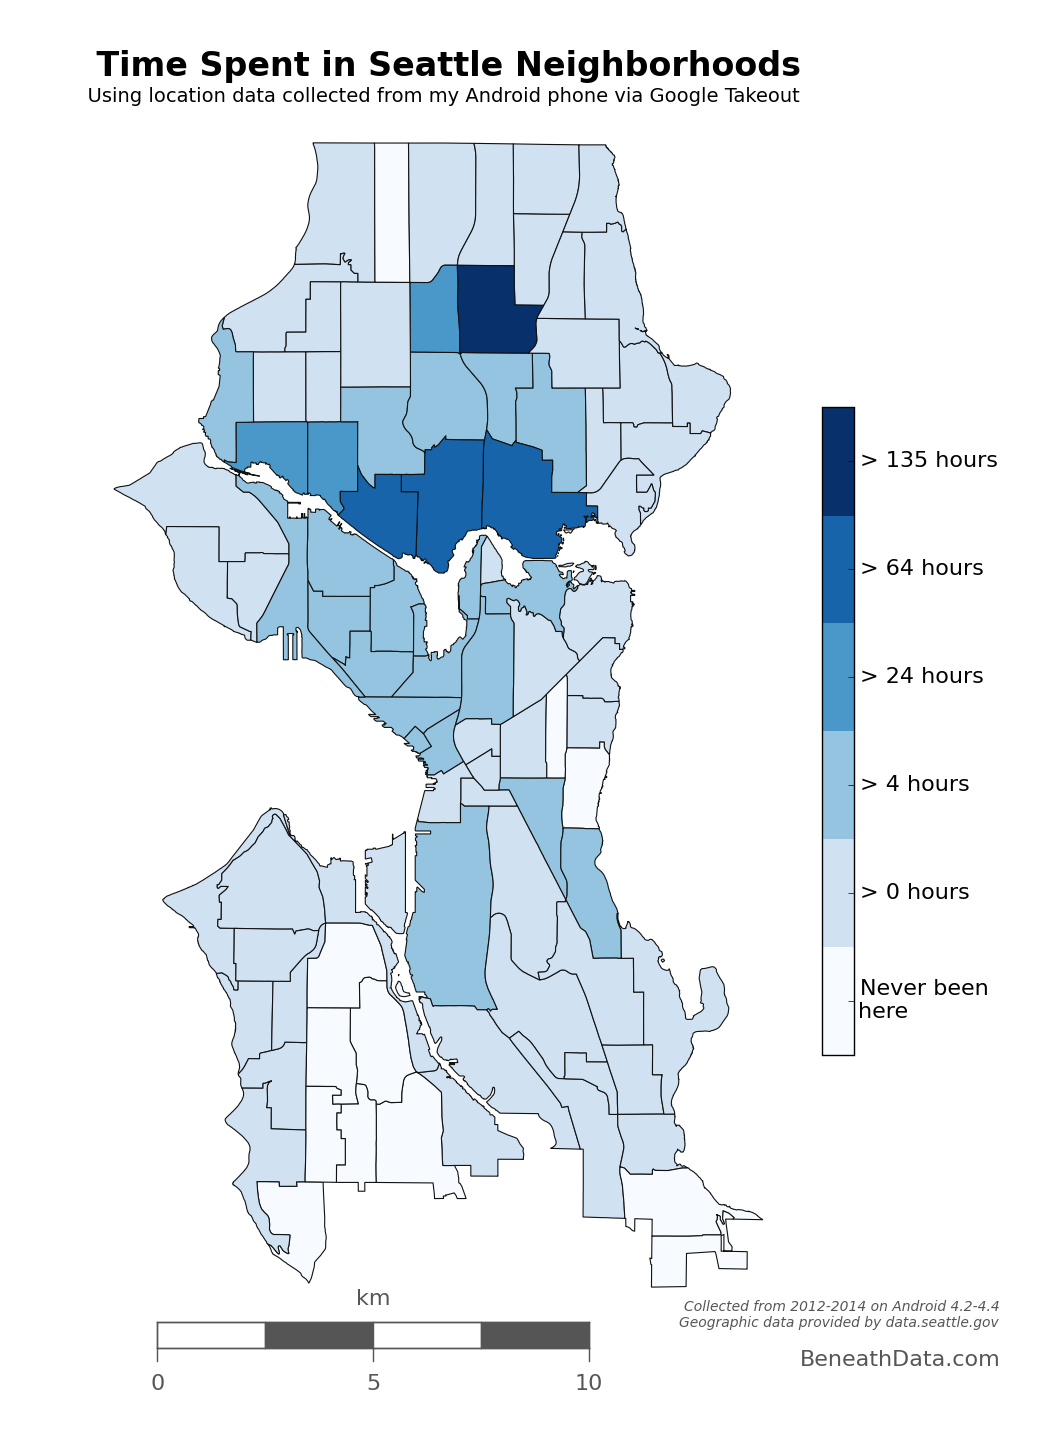 Time Spent in Seattle Neighborhoods
Using location data collected from my Android phone via Google Takeout
> 135 hours
> 64 hours
> 24 hours
> 4 hours
> 0 hours
Never been
here
km
0 5 10
Collected from 2012-2014 on Android 4.2-4.4
Geographic data provided by data.seattle.gov
BeneathData.com